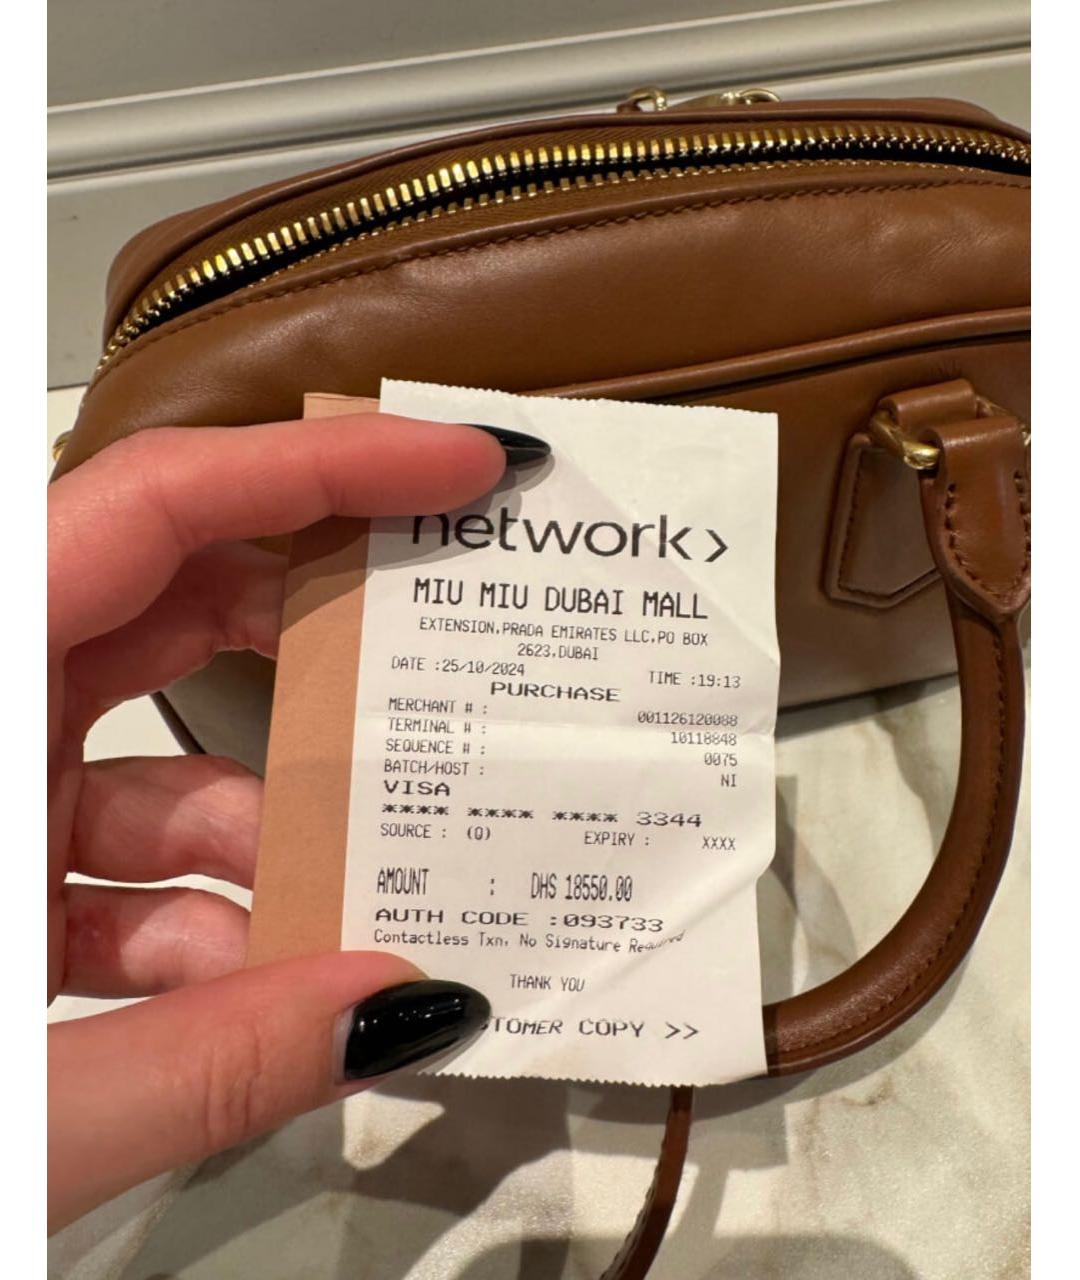 network>
MIU MIU DUBAI MALL
EXTENSION,PRADA EMIRATES LLC,PO BOX
2623,DUBAI
DATE :25/10/2024 TIME :19:13
PURCHASE
MERCHANT # : 001126120088
TERMINAL # : 10118848
SEQUENCE # : 0075
BATCH/HOST : NI
VISA
**** **** **** 3344
SOURCE : (Q) EXPIRY : XXXX
AMOUNT : DHS 18550.00
AUTH CODE :093733
Contactless Txn, No Signature Required
THANK YOU
STOMER COPY >>